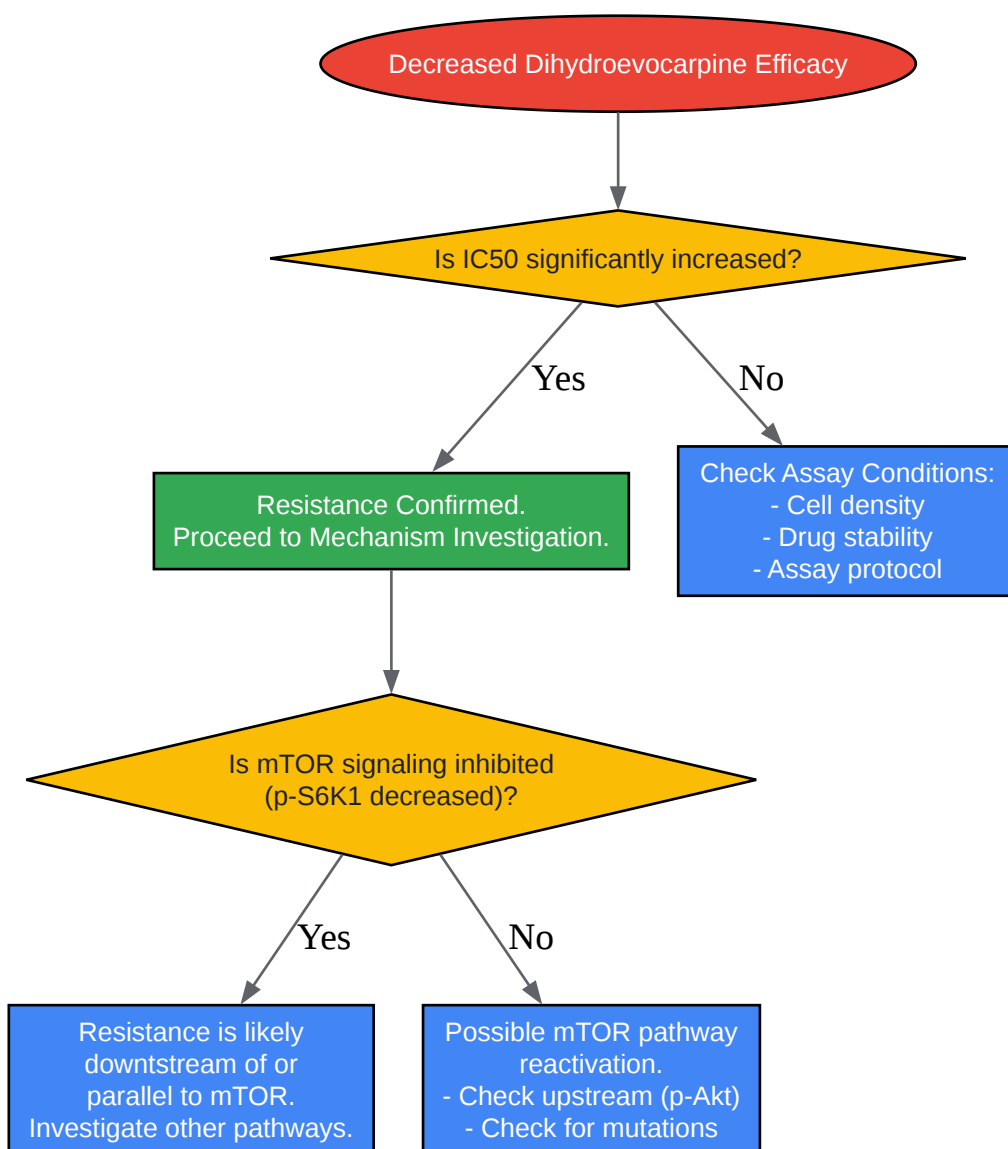 Decreased Dihydroevocarpine Efficacy
Is IC50 significantly increased?
Yes
No
Resistance Confirmed.
Proceed to Mechanism Investigation.
Check Assay Conditions:
- Cell density
- Drug stability
- Assay protocol
Is mTOR signaling inhibited
(p-S6K1 decreased)?
Yes
No
Resistance is likely
downtstream of or
parallel to mTOR.
Investigate other pathways.
Possible mTOR pathway
reactivation.
- Check upstream (p-Akt)
- Check for mutations